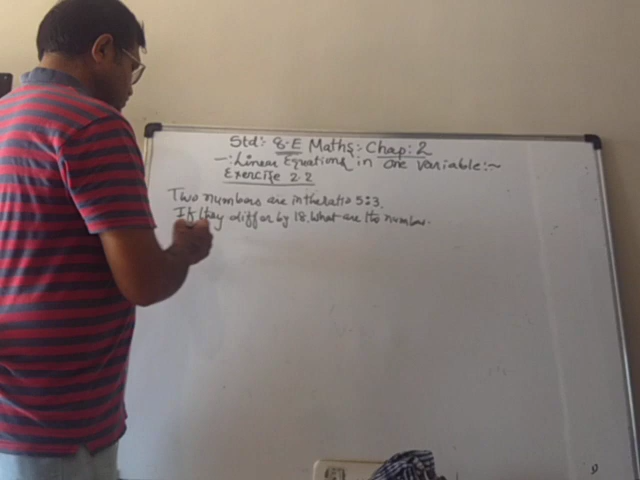 Std:- 8-E Maths:- Chap: 2
-: Linear Equations in one variable:~
Exercise 2.2
Two numbers are in the ratio 5:3.
If they differ by 18. What are the numbers.